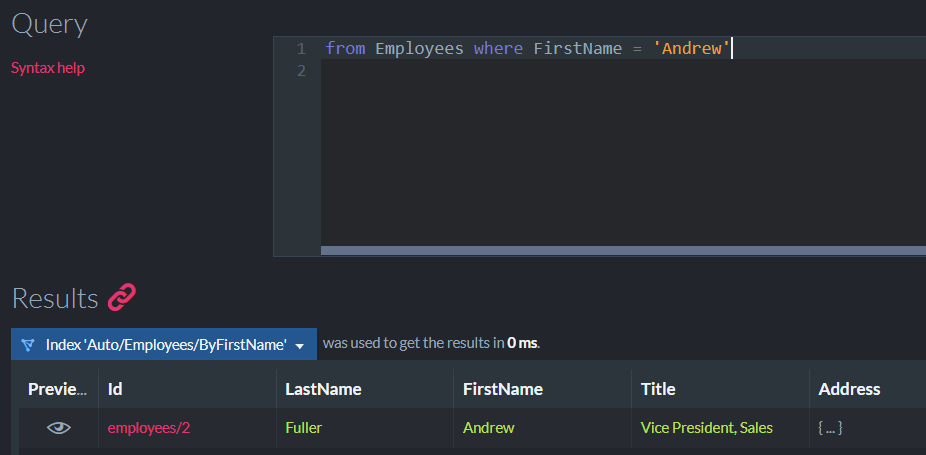 Query
Syntax help
1 from Employees where FirstName = 'Andrew'
2
Results
Index 'Auto/Employees/ByFirstName' was used to get the results in 0 ms.
Previe... Id LastName FirstName Title Address
employees/2 Fuller Andrew Vice President, Sales { ... }